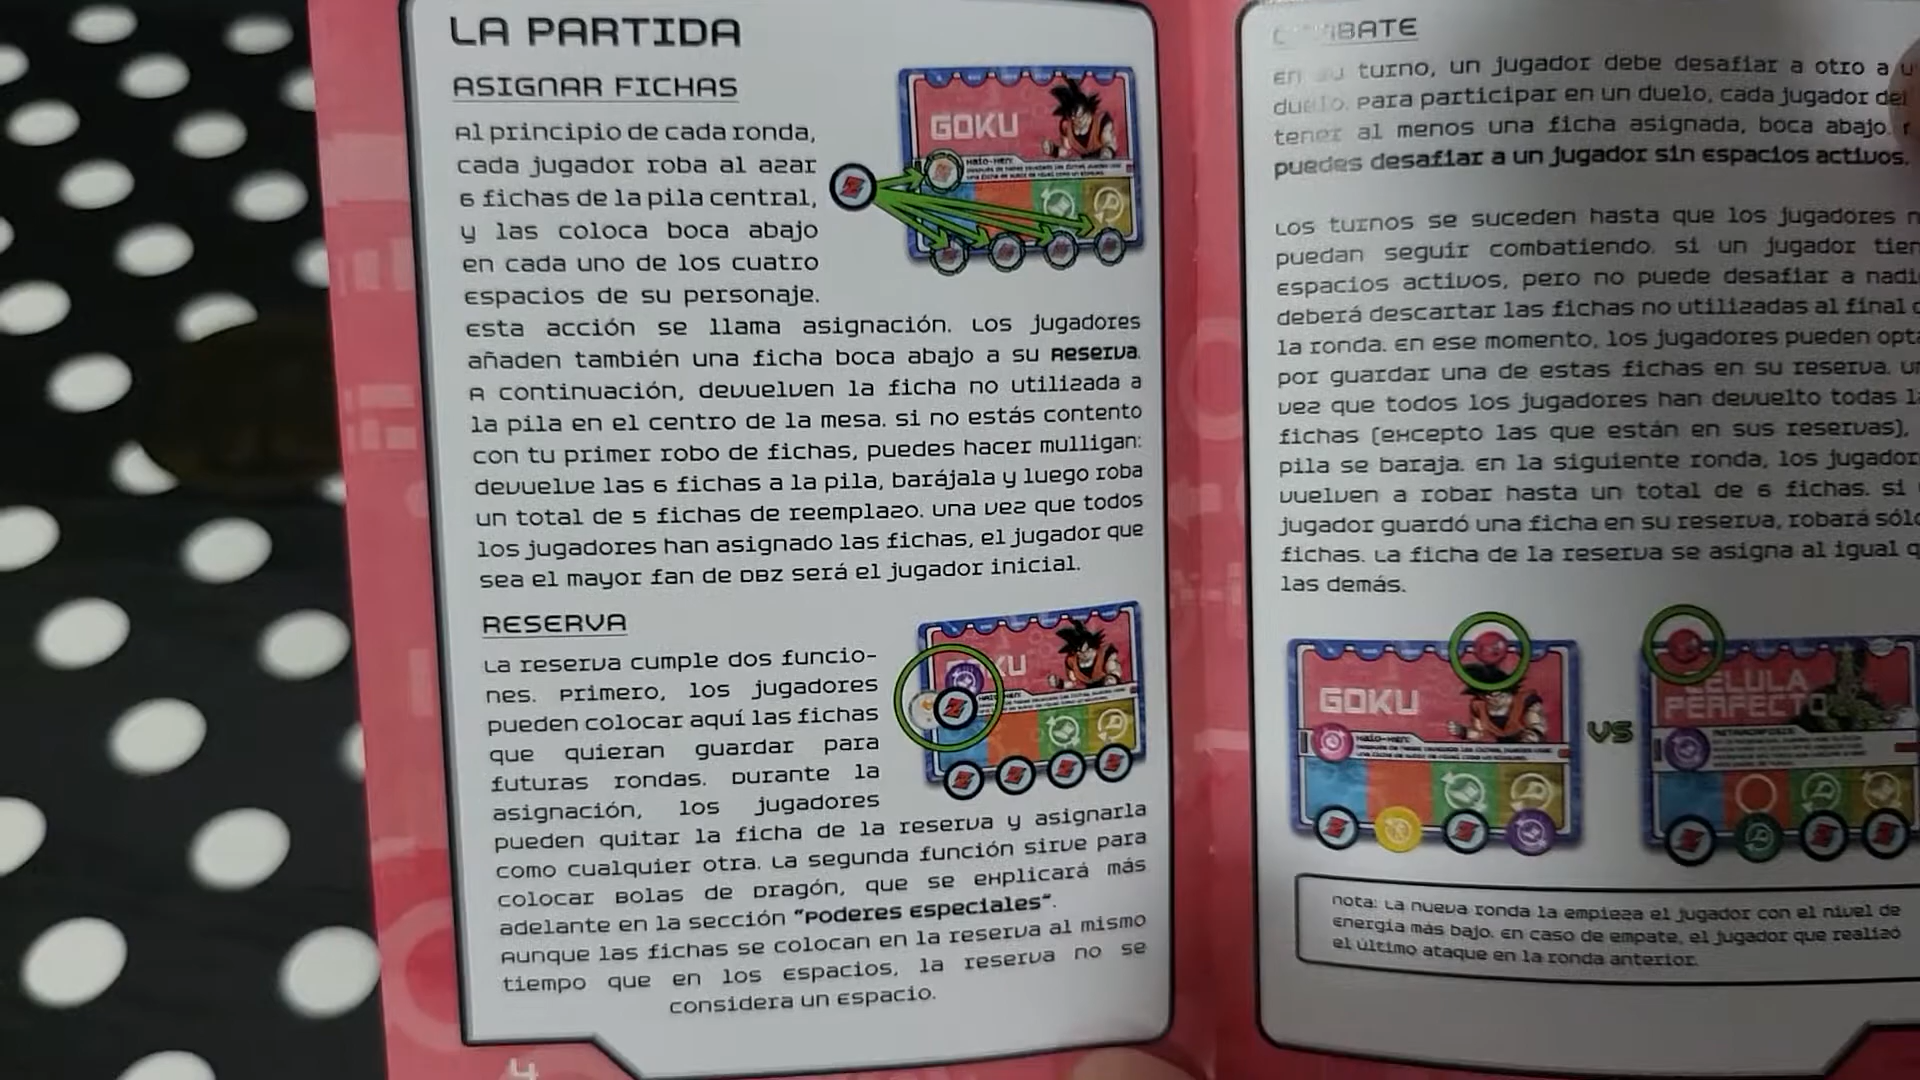 LA PARTIDA
ASIGNAR FICHAS
Al principio de cada ronda,
cada jugador roba al azar
6 fichas de la pila central,
y las coloca boca abajo
en cada uno de los cuatro
espacios de su personaje.
esta acción se llama asignación. Los jugadores
añaden también una ficha boca abajo a su Reserva.
A continuación, devuelven la ficha no utilizada a
la pila en el centro de la mesa. si no estás contento
con tu primer robo de fichas, puedes hacer mulligan:
devuelve las 6 fichas a la pila, barájala y luego roba
un total de 5 fichas de reemplazo. una vez que todos
los jugadores han asignado las fichas, el jugador que
sea el mayor fan de DBZ será el jugador inicial.
GOKU
RESERVA
La reserva cumple dos funcio-
nes. Primero, los jugadores
pueden colocar aquí las fichas
que quieran guardar para
futuras rondas. Durante la
asignación, los jugadores
pueden quitar la ficha de la reserva y asignarla
como cualquier otra. La segunda función sirve para
colocar Bolas de Dragón, que se explicará más
adelante en la sección "Poderes Especiales".
Aunque las fichas se colocan en la reserva al mismo
tiempo que en los espacios, la reserva no se
considera un espacio.
4
BATE
en su turno, un jugador debe desafiar a otro a u
duelo. Para participar en un duelo, cada jugador de
tener al menos una ficha asignada, boca abajo.
puedes desafiar a un jugador sin espacios activos.
Los turnos se suceden hasta que los jugadores n
puedan seguir combatiendo. si un jugador tien
espacios activos, pero no puede desafiar a nadi
deberá descartar las fichas no utilizadas al final
la ronda. en ese momento, los jugadores pueden opt
por guardar una de estas fichas en su reserva. u
vez que todos los jugadores han devuelto todas l
fichas (excepto las que están en sus reservas),
pila se baraja. en la siguiente ronda, los jugador
vuelven a robar hasta un total de 6 fichas. si
jugador guardó una ficha en su reserva, robará sól
fichas. La ficha de la reserva se asigna al igual q
las demás.
GOKU
VS
LULA
PERFECTO
nota: La nueva ronda la empieza el jugador con el nivel de
energía más bajo. en caso de empate, el jugador que realizó
el último ataque en la ronda anterior.